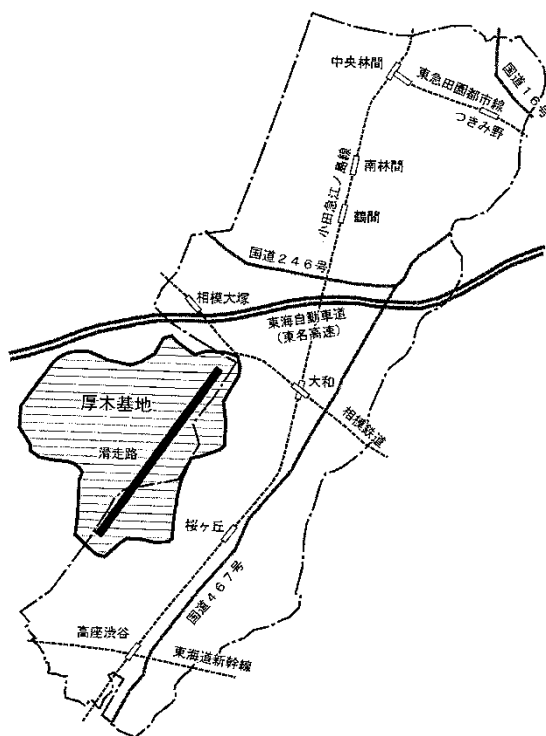 中央林間
東急田園都市線
国道16号
つきみ野
小田急江ノ島線
南林間
鶴間
国道246号
相模大塚
東海自動車道
(東名高速)
大和
厚木基地
相模鉄道
滑走路
桜ヶ丘
国道467号
高座渋谷
東海道新幹線